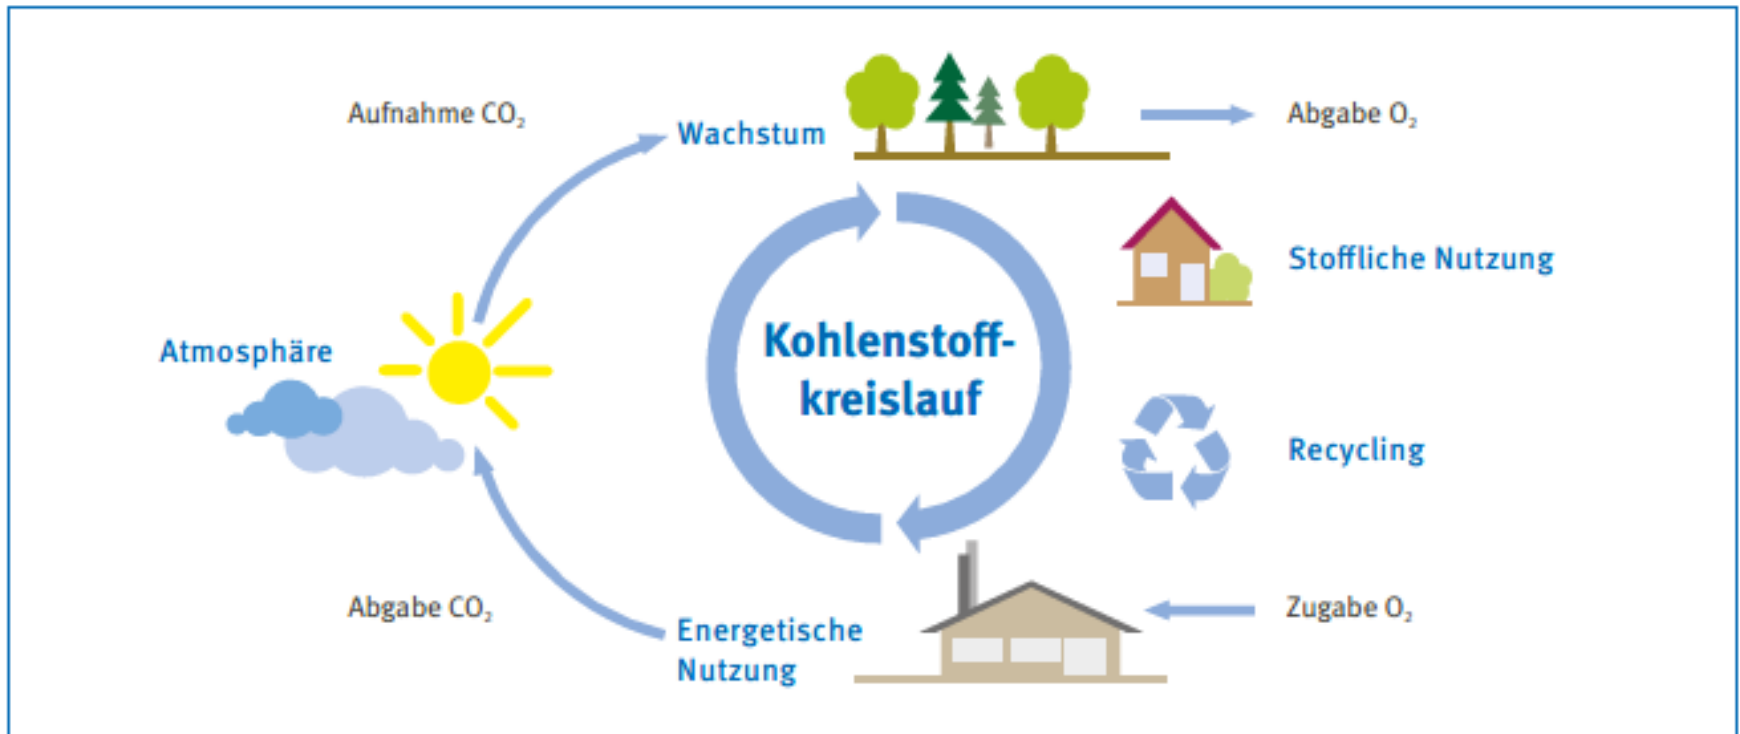 Aufnahme CO₂
Wachstum
Abgabe O₂
Stoffliche Nutzung
Atmosphäre
Kohlenstoff-
kreislauf
Recycling
Abgabe CO₂
Energetische
Nutzung
Zugabe O₂